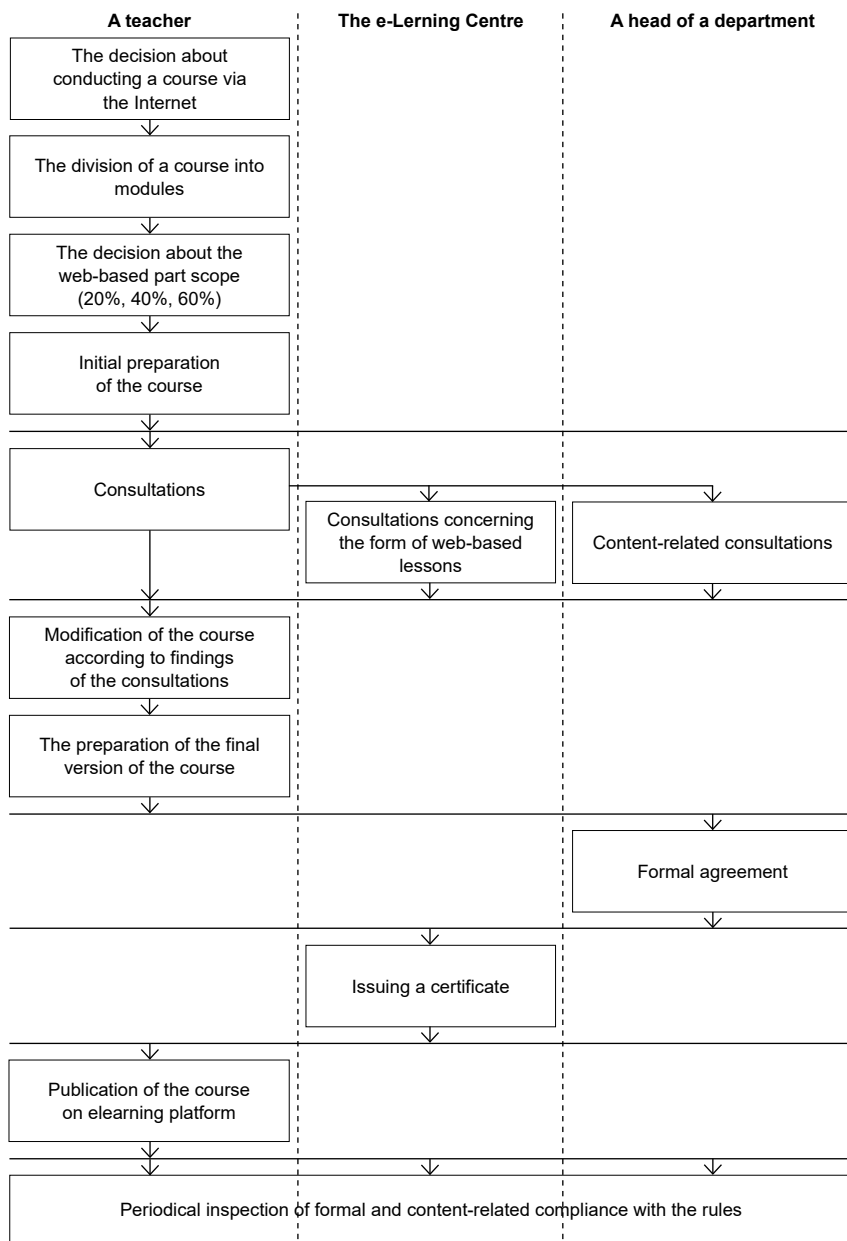 A teacher
The e-Lerning Centre
A head of a department
The decision about
conducting a course via
the Internet
The division of a course into
modules
The decision about the
web-based part scope
(20%, 40%, 60%)
Initial preparation
of the course
Consultations
Consultations concerning
the form of web-based
lessons
Content-related consultations
Modification of the course
according to findings
of the consultations
The preparation of the final
version of the course
Formal agreement
Issuing a certificate
Publication of the course
on elearning platform
Periodical inspection of formal and content-related compliance with the rules